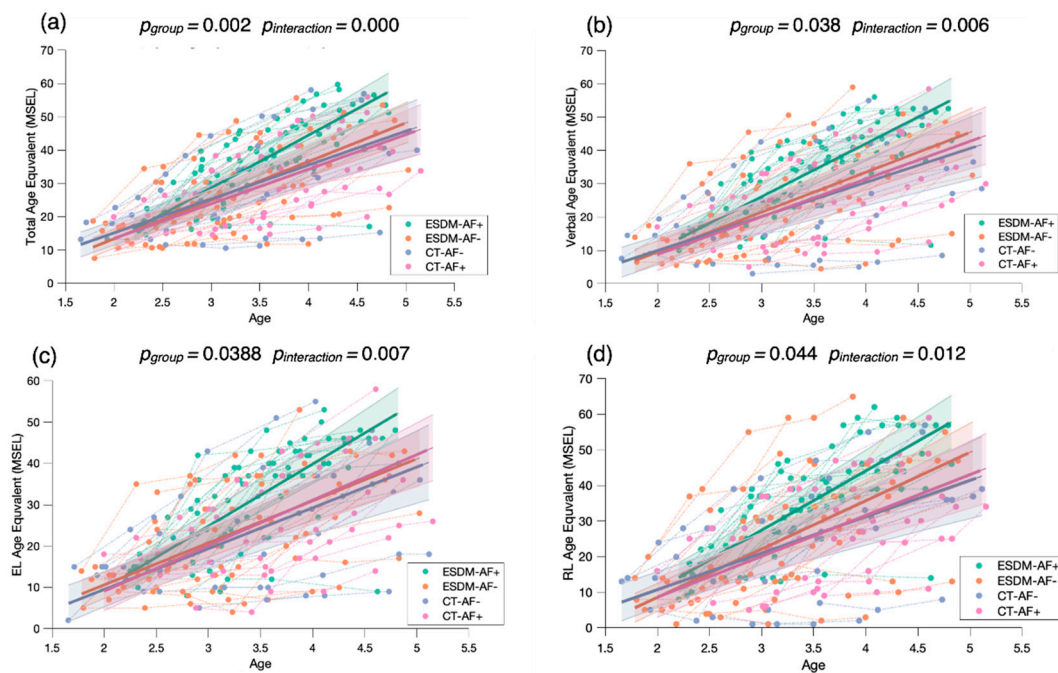 (a)
p_group = 0.002 p_interaction = 0.000
70
60
50
40
30
20
10
0
Total Age Equivalent (MSEL)
1.5 2 2.5 3 3.5 4 4.5 5 5.5
Age
ESDM-AF+
ESDM-AF-
CT-AF-
CT-AF+
(b)
p_group = 0.038 p_interaction = 0.006
70
60
50
40
30
20
10
0
Verbal Age Equivalent (MSEL)
1.5 2 2.5 3 3.5 4 4.5 5 5.5
Age
ESDM-AF+
ESDM-AF-
CT-AF-
CT-AF+
(c)
p_group = 0.0388 p_interaction = 0.007
60
50
40
30
20
10
0
EL Age Equivalent (MSEL)
1.5 2 2.5 3 3.5 4 4.5 5 5.5
Age
ESDM-AF+
ESDM-AF-
CT-AF-
CT-AF+
(d)
p_group = 0.044 p_interaction = 0.012
70
60
50
40
30
20
10
0
RL Age Equivalent (MSEL)
1.5 2 2.5 3 3.5 4 4.5 5 5.5
Age
ESDM-AF+
ESDM-AF-
CT-AF-
CT-AF+